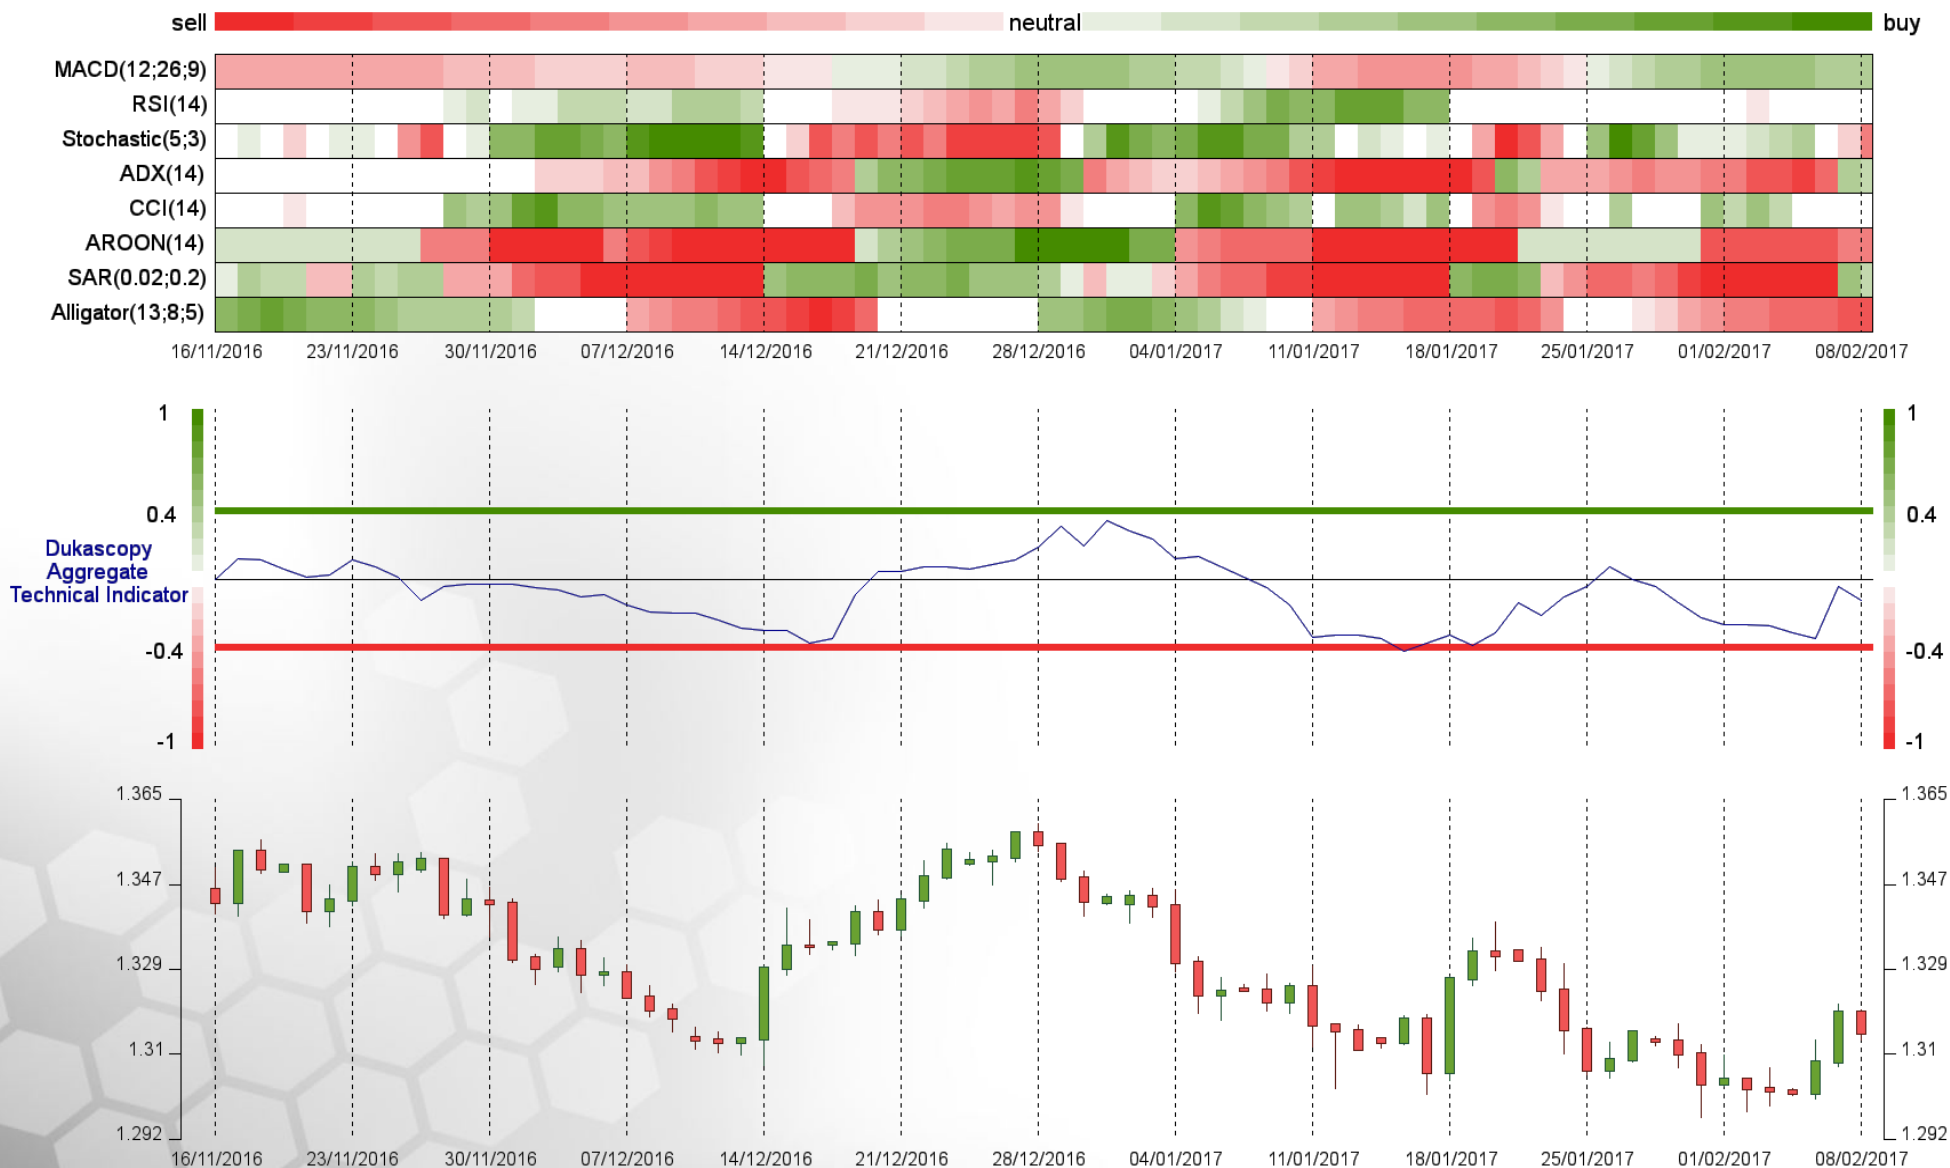 sell neutral buy
MACD(12;26;9)
RSI(14)
Stochastic(5;3)
ADX(14)
CCI(14)
AROON(14)
SAR(0.02;0.2)
Alligator(13;8;5)
16/11/2016 23/11/2016 30/11/2016 07/12/2016 14/12/2016 21/12/2016 28/12/2016 04/01/2017 11/01/2017 18/01/2017 25/01/2017 01/02/2017 08/02/2017
1 1
0.4 0.4
Dukascopy
Aggregate
Technical Indicator
-0.4 -0.4
-1 -1
1.365 1.365
1.347 1.347
1.329 1.329
1.31 1.31
1.292 1.292
16/11/2016 23/11/2016 30/11/2016 07/12/2016 14/12/2016 21/12/2016 28/12/2016 04/01/2017 11/01/2017 18/01/2017 25/01/2017 01/02/2017 08/02/2017